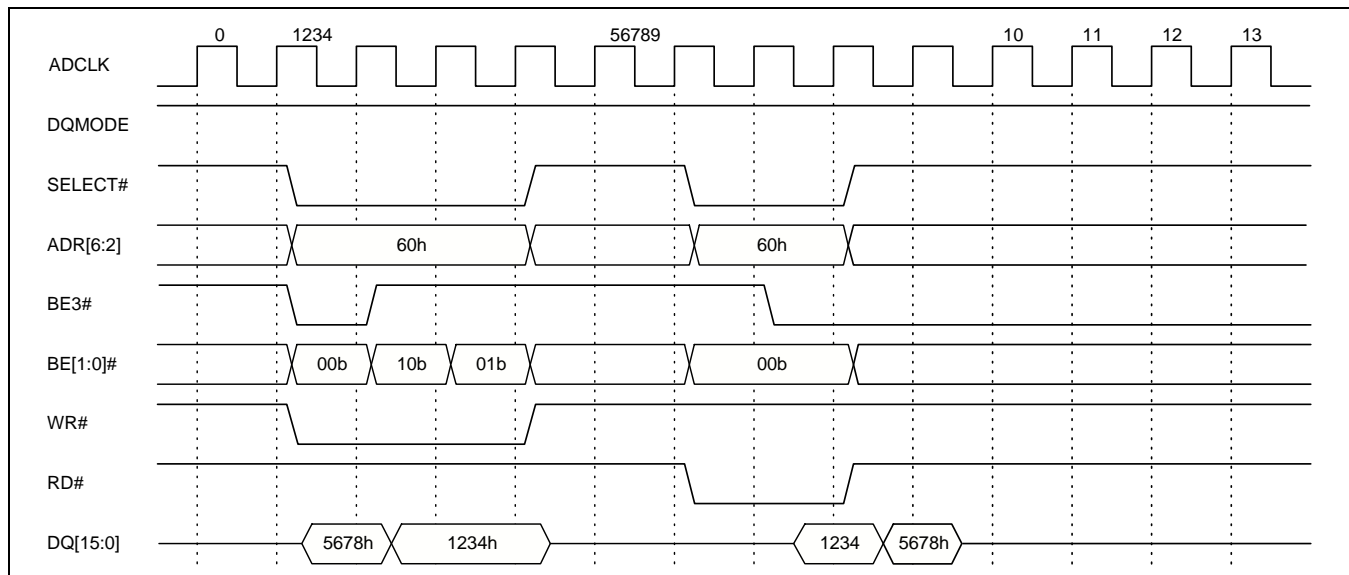 0 1234 56789 10 11 12 13
ADCLK
DQMODE
SELECT#
ADR[6:2] 60h 60h
BE3#
BE[1:0]# 00b 10b 01b 00b
WR#
RD#
DQ[15:0] 5678h 1234h 1234 5678h